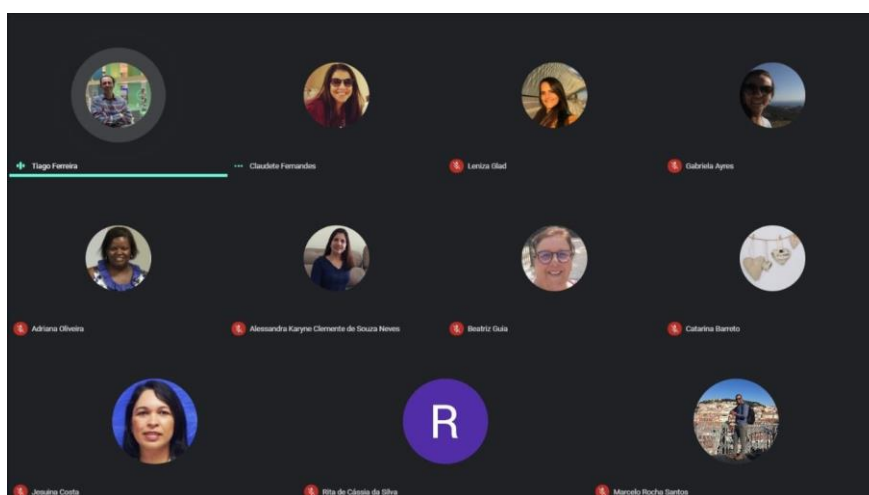 Tiago Ferreira
Claudete Fernandes
Leniza Glad
Gabriela Ayres
Adriana Oliveira
Alessandra Karyne Clemente de Souza Neves
Beatriz Guia
Catarina Barreto
R
Jesuina Costa
Rita de Cássia da Silva
Marcelo Rocha Santos